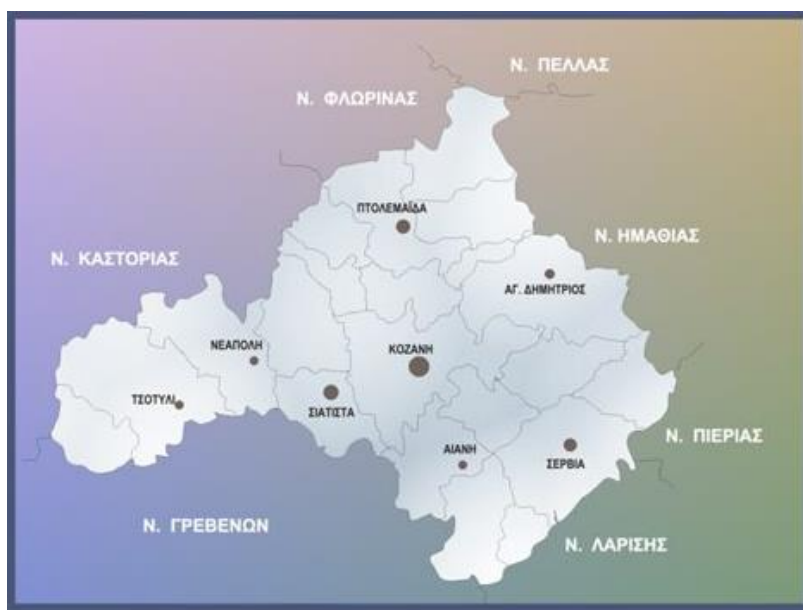 Ν. ΠΕΛΛΑΣ
Ν. ΦΛΩΡΙΝΑΣ
ΠΤΟΛΕΜΑΪΔΑ
Ν. ΗΜΑΘΙΑΣ
Ν. ΚΑΣΤΟΡΙΑΣ
ΑΓ. ΔΗΜΗΤΡΙΟΣ
ΝΕΑΠΟΛΗ
ΚΟΖΑΝΗ
ΤΣΟΤΥΛΙ
ΣΙΑΤΙΣΤΑ
Ν. ΠΙΕΡΙΑΣ
ΑΙΑΝΗ
ΣΕΡΒΙΑ
Ν. ΓΡΕΒΕΝΩΝ
Ν. ΛΑΡΙΣΗΣ